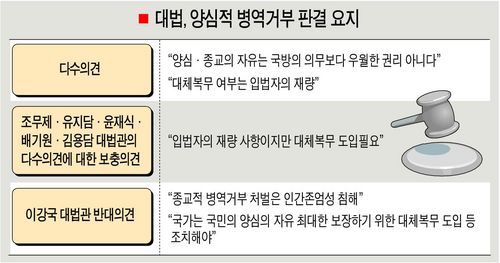 ■ 대법, 양심적 병역거부 판결 요지
다수의견
“양심·종교의 자유는 국방의 의무보다 우월한 권리 아니다”
“대체복무 여부는 입법자의 재량”
조무제·유지담·윤재식·
배기원·김용담 대법관의
다수의견에 대한 보충의견
“입법자의 재량 사항이지만 대체복무 도입필요”
이강국 대법관 반대의견
“종교적 병역거부 처벌은 인간존엄성 침해”
“국가는 국민의 양심의 자유 최대한 보장하기 위한 대체복무 도입 등
조치해야”